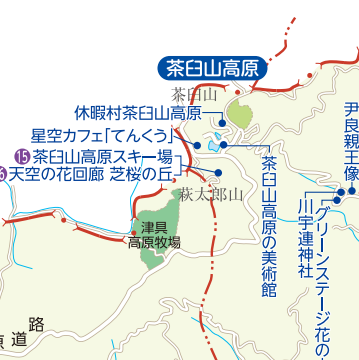 茶臼山高原
茶臼山
休暇村茶臼山高原
星空カフェ「てんくう」
15 茶臼山高原スキー場
天空の花回廊 芝桜の丘
萩太郎山
茶臼山高原の美術館
津具
高原牧場
尹良親王像
川宇連神社
グリーンステージ花の
道路